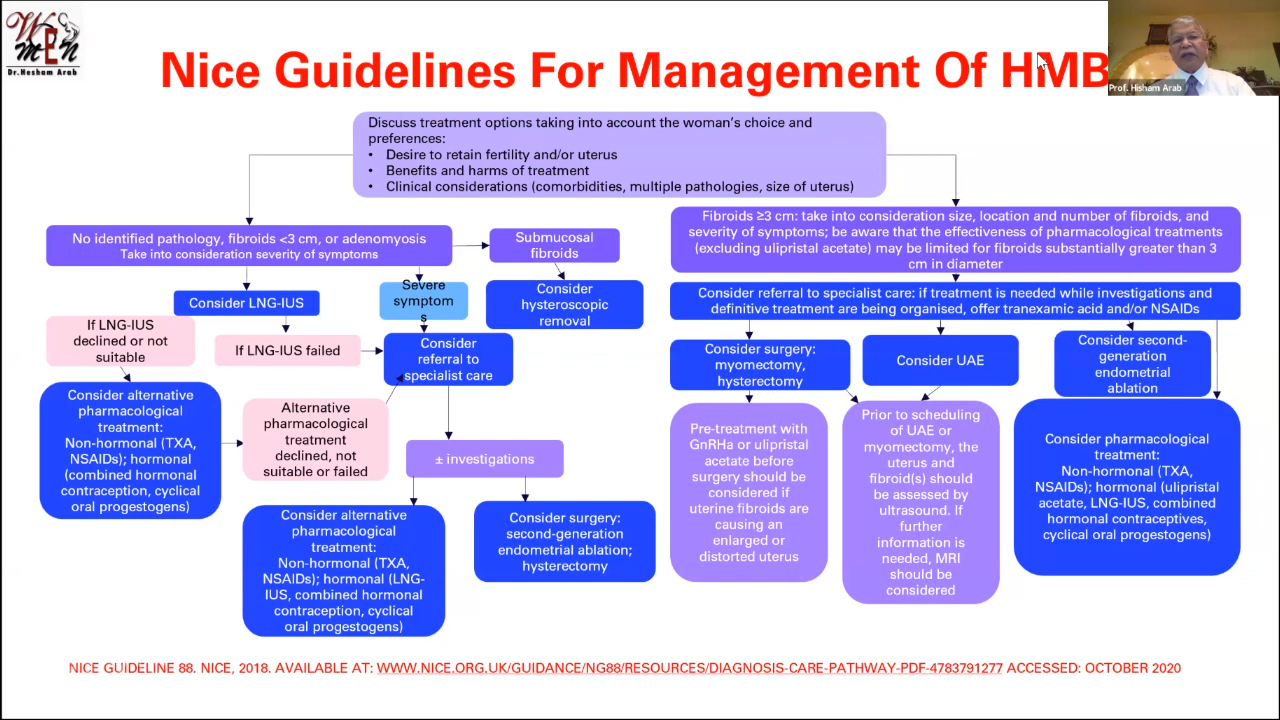 WOMEN
Dr.Hesham Arab
Nice Guidelines For Management Of HMB
Prof. Hisham Arab
Discuss treatment options taking into account the woman's choice and
preferences:
• Desire to retain fertility and/or uterus
• Benefits and harms of treatment
• Clinical considerations (comorbidities, multiple pathologies, size of uterus)
No identified pathology, fibroids <3 cm, or adenomyosis
Take into consideration severity of symptoms
Submucosal
fibroids
Consider LNG-IUS
Severe
symptom
s
Consider
hysteroscopic
removal
If LNG-IUS
declined or not
suitable
If LNG-IUS failed
Consider
referral to
specialist care
Consider alternative
pharmacological
treatment:
Non-hormonal (TXA,
NSAIDs); hormonal
(combined hormonal
contraception, cyclical
oral progestogens)
Alternative
pharmacological
treatment
declined, not
suitable or failed
± investigations
Consider alternative
pharmacological
treatment:
Non-hormonal (TXA,
NSAIDs); hormonal (LNG-
IUS, combined hormonal
contraception, cyclical
oral progestogens)
Consider surgery:
second-generation
endometrial ablation;
hysterectomy
Fibroids ≥3 cm: take into consideration size, location and number of fibroids, and
severity of symptoms; be aware that the effectiveness of pharmacological treatments
(excluding ulipristal acetate) may be limited for fibroids substantially greater than 3
cm in diameter
Consider referral to specialist care: if treatment is needed while investigations and
definitive treatment are being organised, offer tranexamic acid and/or NSAIDs
Consider surgery:
myomectomy,
hysterectomy
Consider UAE
Consider second-
generation
endometrial
ablation
Pre-treatment with
GnRHa or ulipristal
acetate before
surgery should be
considered if
uterine fibroids are
causing an
enlarged or
distorted uterus
Prior to scheduling
of UAE or
myomectomy, the
uterus and
fibroid(s) should
be assessed by
ultrasound. If
further
information is
needed, MRI
should be
considered
Consider pharmacological
treatment:
Non-hormonal (TXA,
NSAIDs); hormonal (ulipristal
acetate, LNG-IUS, combined
hormonal contraceptives,
cyclical oral progestogens)
NICE GUIDELINE 88. NICE, 2018. AVAILABLE AT: WWW.NICE.ORG.UK/GUIDANCE/NG88/RESOURCES/DIAGNOSIS-CARE-PATHWAY-PDF-4783791277 ACCESSED: OCTOBER 2020